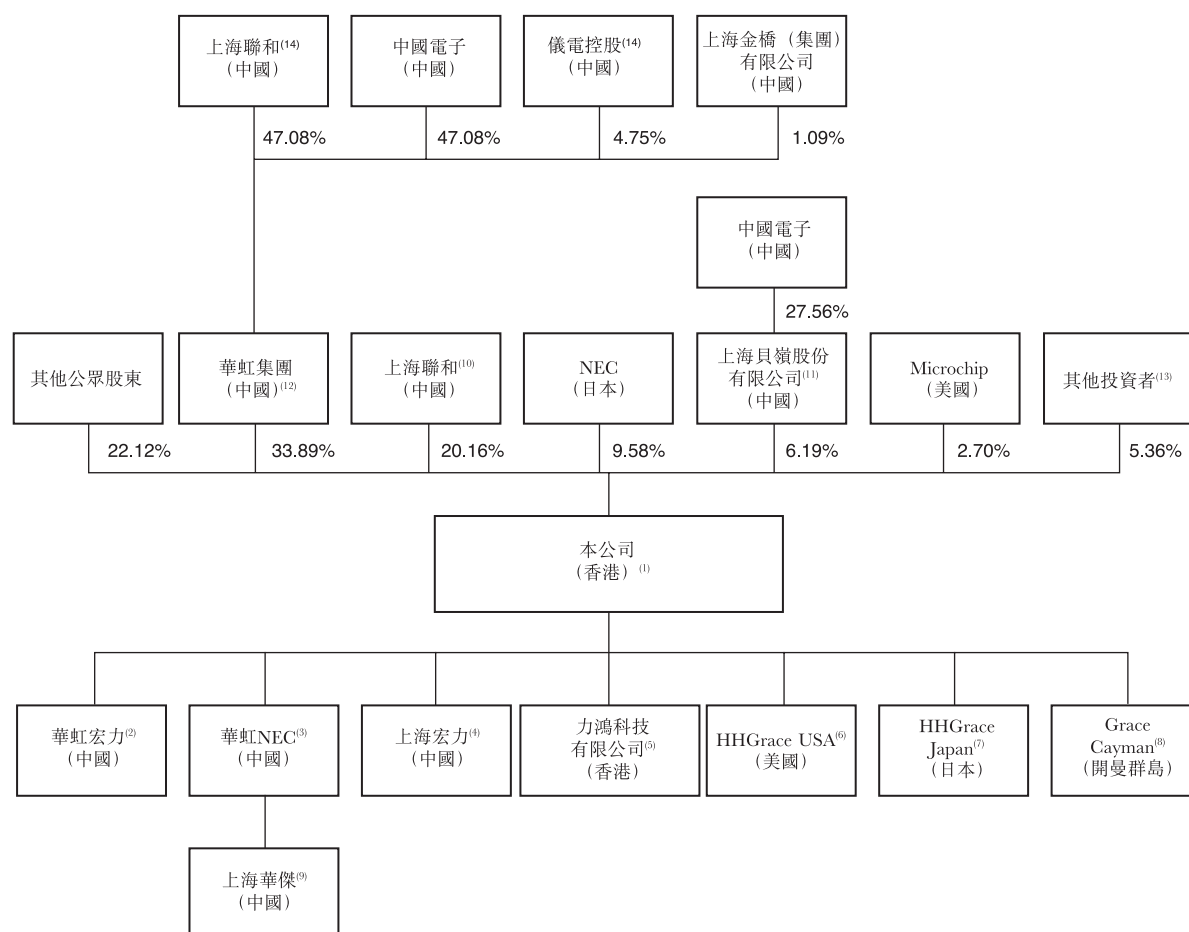 上海聯和(14)
（中國）
中國電子
（中國）
儀電控股(14)
（中國）
上海金橋（集團）
有限公司
（中國）
47.08%
47.08%
4.75%
1.09%
中國電子
（中國）
27.56%
其他公眾股東
華虹集團
（中國）(12)
上海聯和(10)
（中國）
NEC
（日本）
上海貝嶺股份
有限公司(11)
（中國）
Microchip
（美國）
其他投資者(13)
22.12%
33.89%
20.16%
9.58%
6.19%
2.70%
5.36%
本公司
（香港）(1)
華虹宏力(2)
（中國）
華虹NEC(3)
（中國）
上海宏力(4)
（中國）
力鴻科技
有限公司(5)
（香港）
HHGrace USA(6)
（美國）
HHGrace
Japan(7)
（日本）
Grace
Cayman(8)
（開曼群島）
上海華傑(9)
（中國）